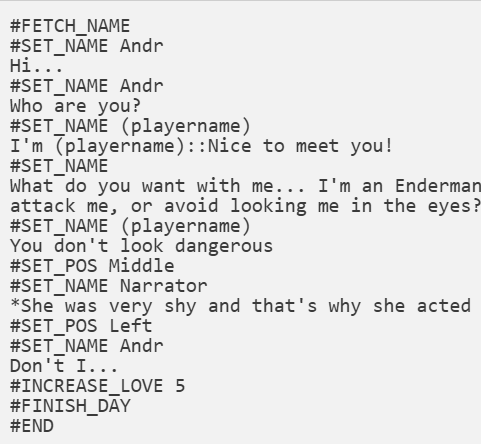 #FETCH_NAME
#SET_NAME Andr
Hi...
#SET_NAME Andr
Who are you?
#SET_NAME (playername)
I'm (playername)::Nice to meet you!
#SET_NAME
What do you want with me... I'm an Enderman
attack me, or avoid looking me in the eyes?
#SET_NAME (playername)
You don't look dangerous
#SET_POS Middle
#SET_NAME Narrator
*She was very shy and that's why she acted
#SET_POS Left
#SET_NAME Andr
Don't I...
#INCREASE_LOVE 5
#FINISH_DAY
#END